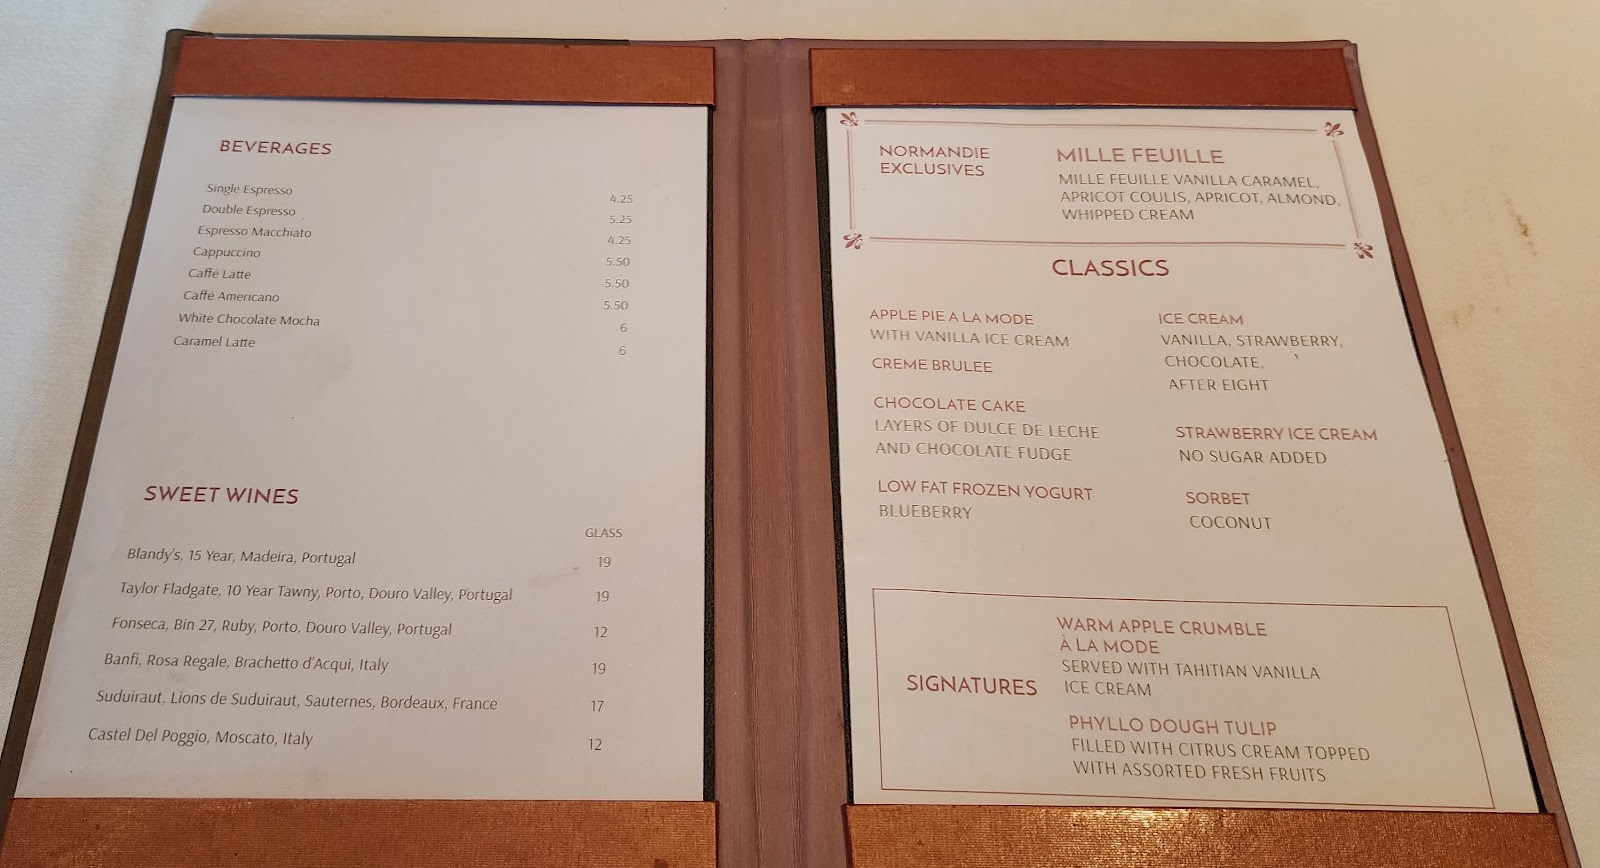 BEVERAGES
Single Espresso 4.25
Double Espresso 5.25
Espresso Macchiato 4.25
Cappuccino 5.50
Caffé Latte 5.50
Caffé Americano 5.50
White Chocolate Mocha 6
Caramel Latte 6
SWEET WINES
GLASS
Blandy's, 15 Year, Madeira, Portugal 19
Taylor Fladgate, 10 Year Tawny, Porto, Douro Valley, Portugal 19
Fonseca, Bin 27, Ruby, Porto, Douro Valley, Portugal 12
Banfi, Rosa Regale, Brachetto d'Acqui, Italy 19
Suduiraut, Lions de Suduiraut, Sauternes, Bordeaux, France 17
Castel Del Poggio, Moscato, Italy 12
NORMANDIE
EXCLUSIVES
MILLE FEUILLE
MILLE FEUILLE VANILLA CARAMEL,
APRICOT COULIS, APRICOT, ALMOND,
WHIPPED CREAM
CLASSICS
APPLE PIE A LA MODE
WITH VANILLA ICE CREAM
CREME BRULEE
CHOCOLATE CAKE
LAYERS OF DULCE DE LECHE
AND CHOCOLATE FUDGE
LOW FAT FROZEN YOGURT
BLUEBERRY
ICE CREAM
VANILLA, STRAWBERRY,
CHOCOLATE,
AFTER EIGHT
STRAWBERRY ICE CREAM
NO SUGAR ADDED
SORBET
COCONUT
SIGNATURES
WARM APPLE CRUMBLE
À LA MODE
SERVED WITH TAHITIAN VANILLA
ICE CREAM
PHYLLO DOUGH TULIP
FILLED WITH CITRUS CREAM TOPPED
WITH ASSORTED FRESH FRUITS